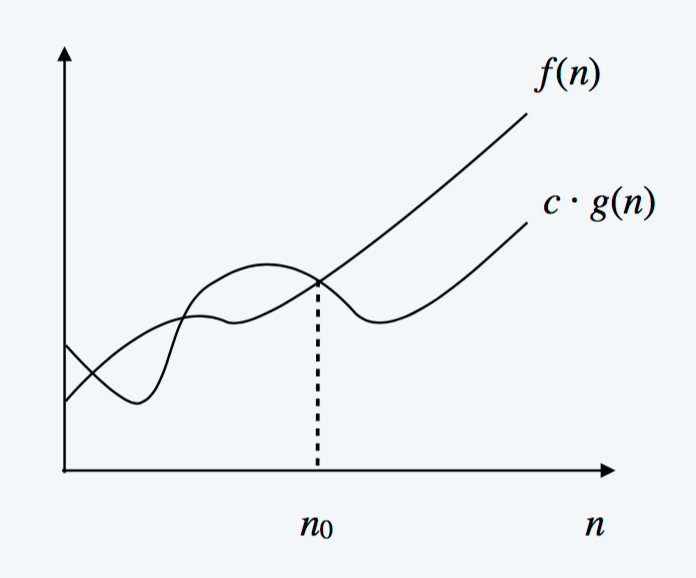 f(n)
c · g(n)
n₀ n